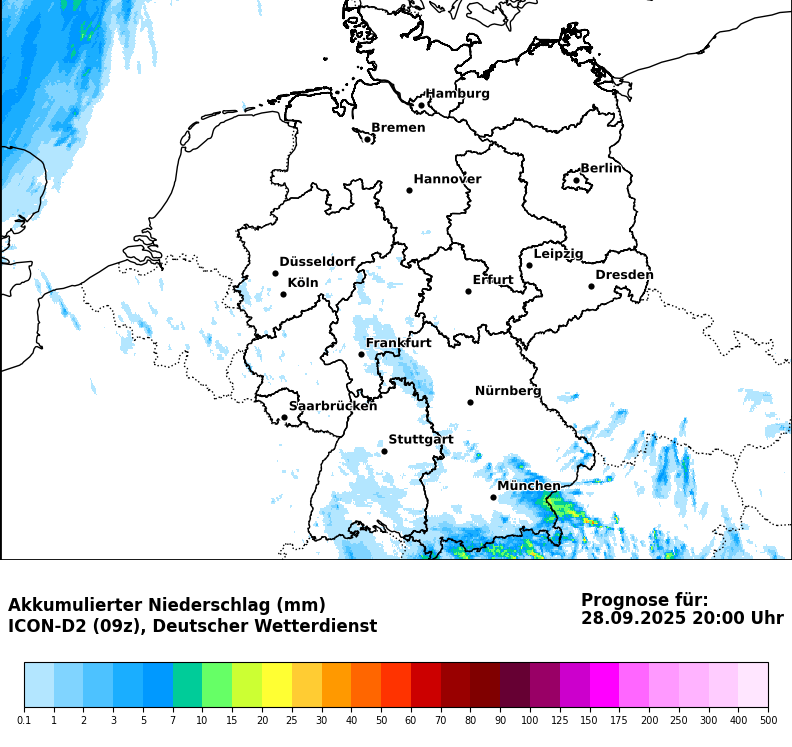 Hamburg
Bremen
Berlin
Hannover
Leipzig
Düsseldorf
Dresden
Köln
Erfurt
Frankfurt
Nürnberg
Saarbrücken
Stuttgart
München
Akkumulierter Niederschlag (mm)
ICON-D2 (09z), Deutscher Wetterdienst
Prognose für:
28.09.2025 20:00 Uhr
0.1 1 2 3 5 7 10 15 20 25 30 40 50 60 70 80 90 100 125 150 175 200 250 300 400 500